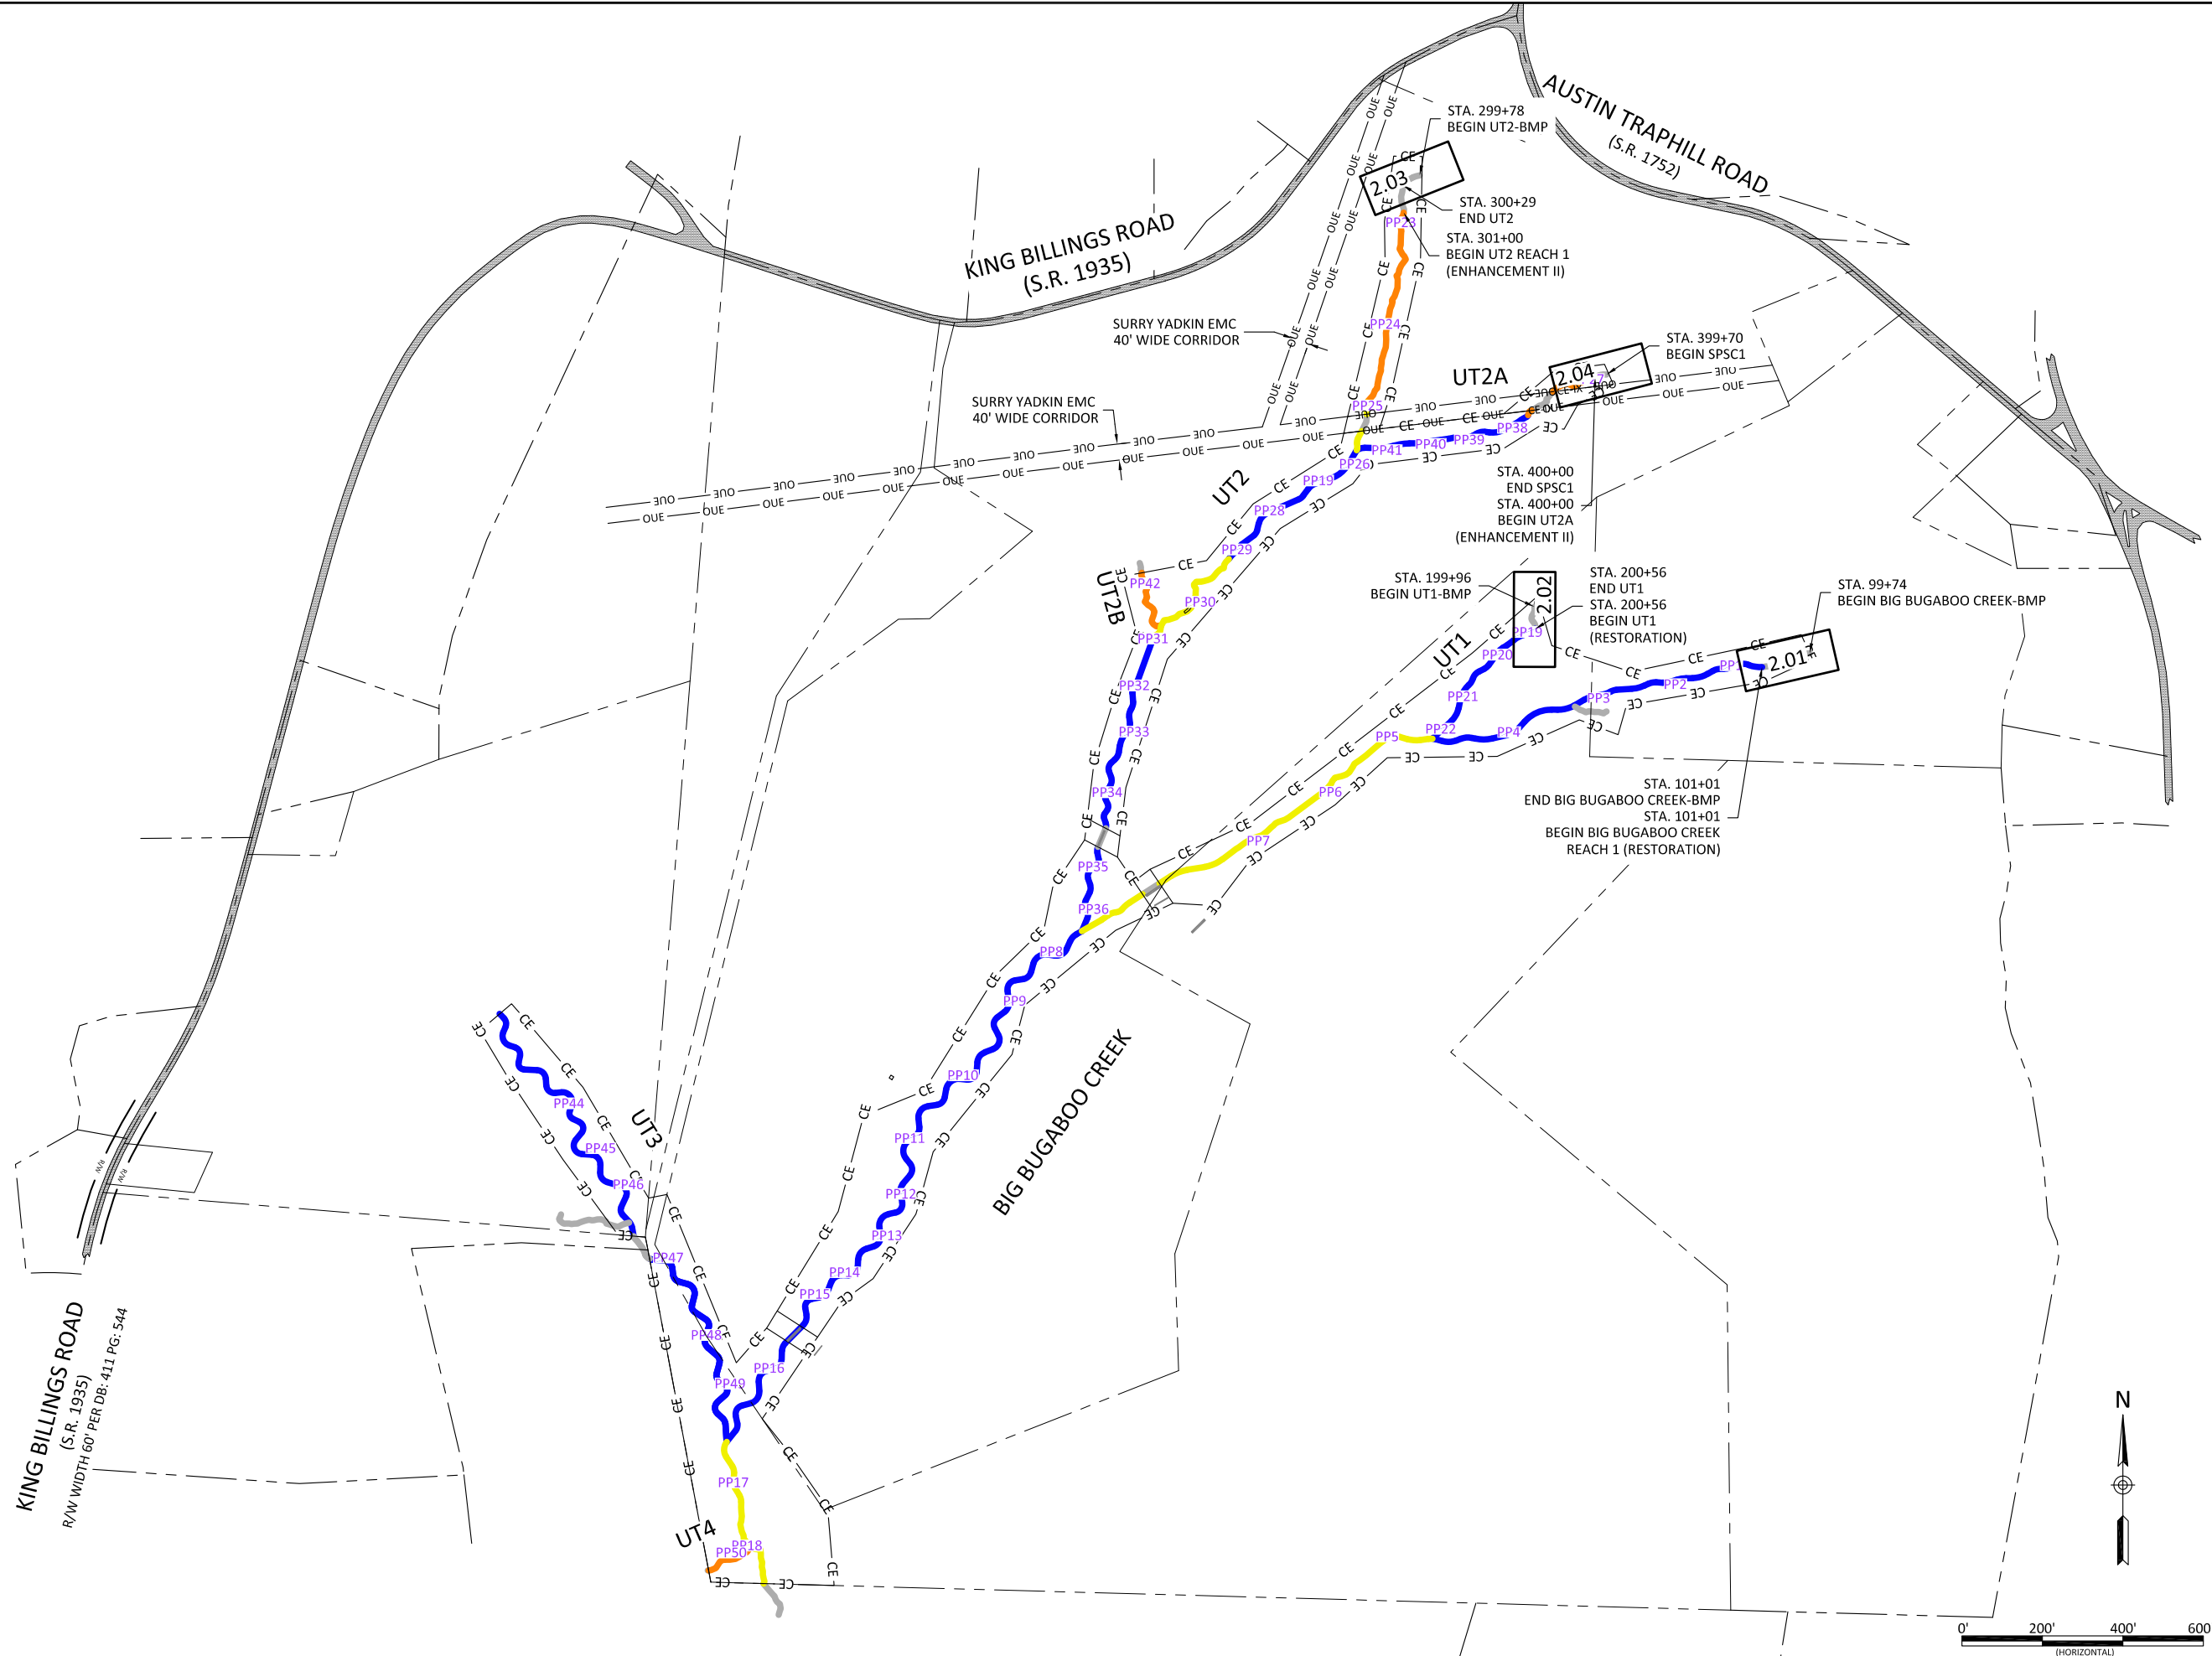 AUSTIN TRAPHILL ROAD
(S.R. 1752)
KING BILLINGS ROAD
(S.R. 1935)
STA. 299+78
BEGIN UT2-BMP
2.03
STA. 300+29
END UT2
STA. 301+00
BEGIN UT2 REACH 1
(ENHANCEMENT II)
PP23
PP24
PP25
SURRY YADKIN EMC
40' WIDE CORRIDOR
SURRY YADKIN EMC
40' WIDE CORRIDOR
OUE
CE
UT2A
2.04
STA. 399+70
BEGIN SPSC1
PP38
PP39
PP40
PP41
PP26
PP19
PP28
PP29
PP30
UT2
STA. 400+00
END SPSC1
STA. 400+00
BEGIN UT2A
(ENHANCEMENT II)
UT2B
PP42
PP31
PP32
PP33
PP34
PP35
PP36
STA. 199+96
BEGIN UT1-BMP
2.02
STA. 200+56
END UT1
STA. 200+56
BEGIN UT1
(RESTORATION)
UT1
PP19
PP20
PP21
PP22
STA. 99+74
BEGIN BIG BUGABOO CREEK-BMP
2.01
PP1
PP2
PP3
PP4
PP5
PP6
PP7
STA. 101+01
END BIG BUGABOO CREEK-BMP
STA. 101+01
BEGIN BIG BUGABOO CREEK
REACH 1 (RESTORATION)
PP8
PP9
PP10
PP11
PP12
PP13
PP14
PP15
PP16
BIG BUGABOO CREEK
UT3
PP44
PP45
PP46
PP47
PP48
PP49
PP17
PP18
PP50
UT4
R/W
R/W
KING BILLINGS ROAD
(S.R. 1935)
R/W WIDTH 60' PER DB: 411 PG: 544
N
0' 200' 400' 600
(HORIZONTAL)